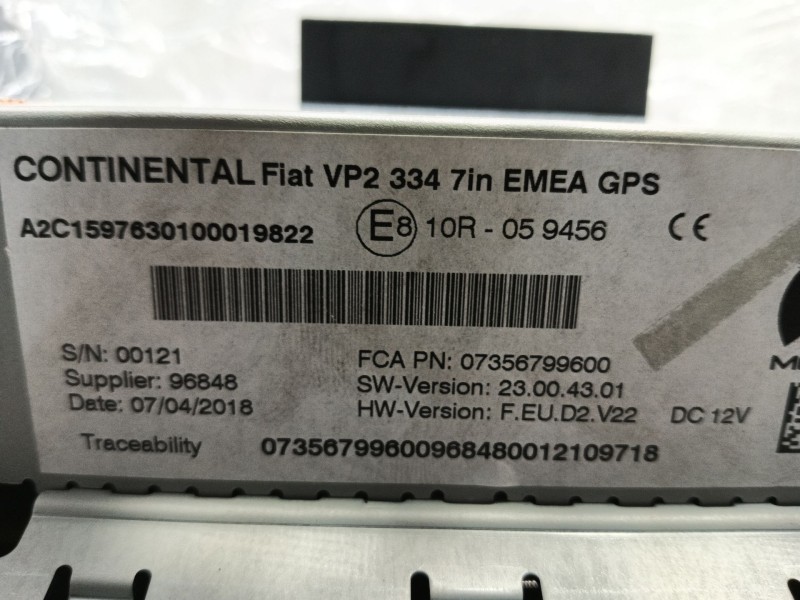 CONTINENTAL Fiat VP2 334 7in EMEA GPS
A2C1597630100019822 E8 10R - 05 9456 CE
S/N: 00121 FCA PN: 07356799600
Supplier: 96848 SW-Version: 23.00.43.01
Date: 07/04/2018 HW-Version: F.EU.D2.V22 DC 12V
Traceability 07356799600968480012109718